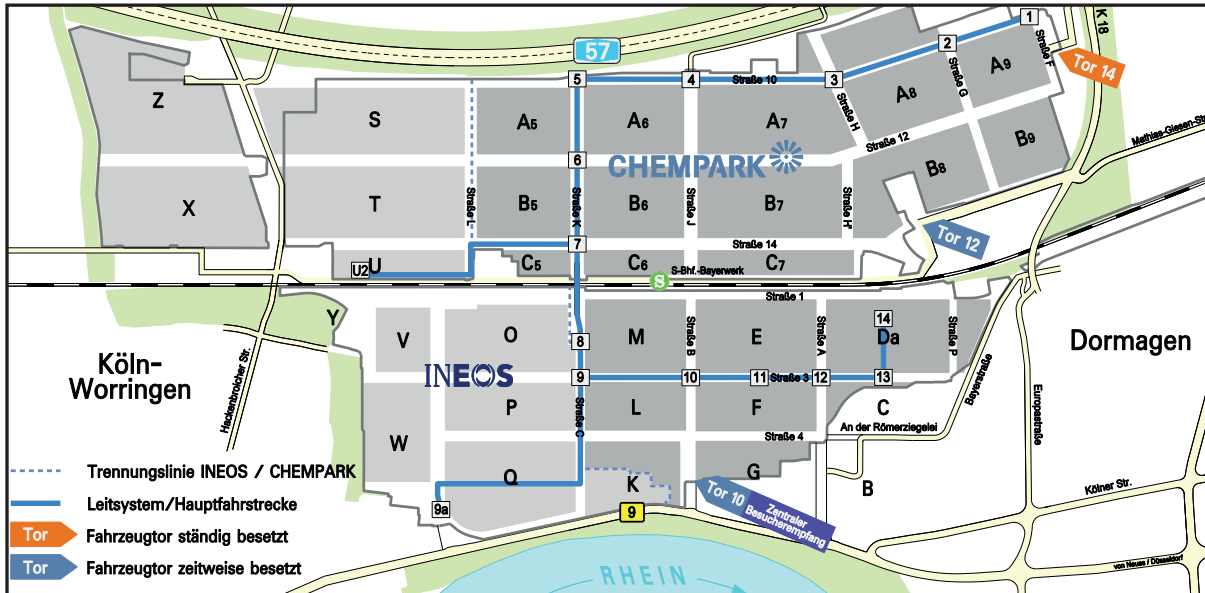 57
K 18
1
2
3
4
5
Straße 10
Straße F
Straße G
Straße H
Tor 14
Z
S
A5
A6
A7
A8
A9
Straße 12
B9
B8
Mathias-Giesen-Str.
6
CHEMPARK
X
T
Straße L
B5
Straße K
B6
Straße J
B7
Straße H'
Tor 12
7
Straße 14
U2
U
C5
C6
C7
S-Bhf.-Bayerwerk
S
Straße 1
Y
V
O
8
M
Straße B
E
Straße A
14
Da
Straße P
Köln-
Worringen
Hackenbroicher Str.
INEOS
Dormagen
9
10
11
Straße 3
12
13
Bayerstraße
Europastraße
W
P
Straße C
L
F
C
An der Römerziegelei
Straße 4
Q
K
G
B
9a
9
Tor 10
Zentraler
Besucherempfang
Kölner Str.
von Neuss / Düsseldorf
RHEIN
Trennungslinie INEOS / CHEMPARK
Leitsystem/Hauptfahrstrecke
Tor Fahrzeugtor ständig besetzt
Tor Fahrzeugtor zeitweise besetzt